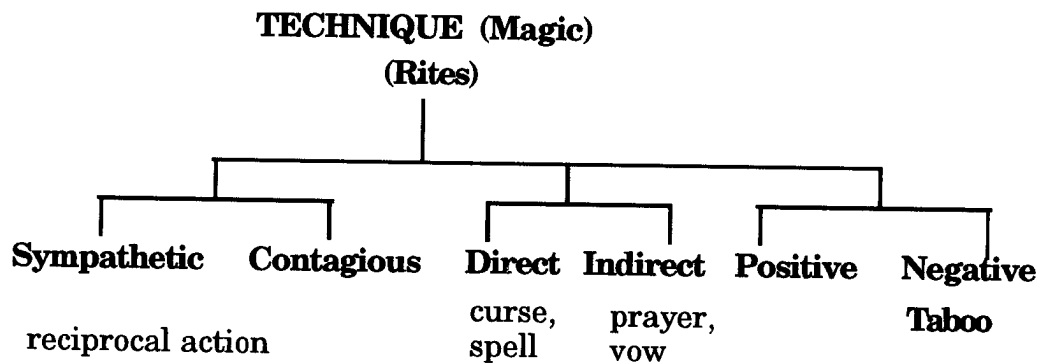 TECHNIQUE (Magic)
(Rites)
Sympathetic Contagious Direct Indirect Positive Negative
reciprocal action
curse, spell
prayer, vow
Taboo